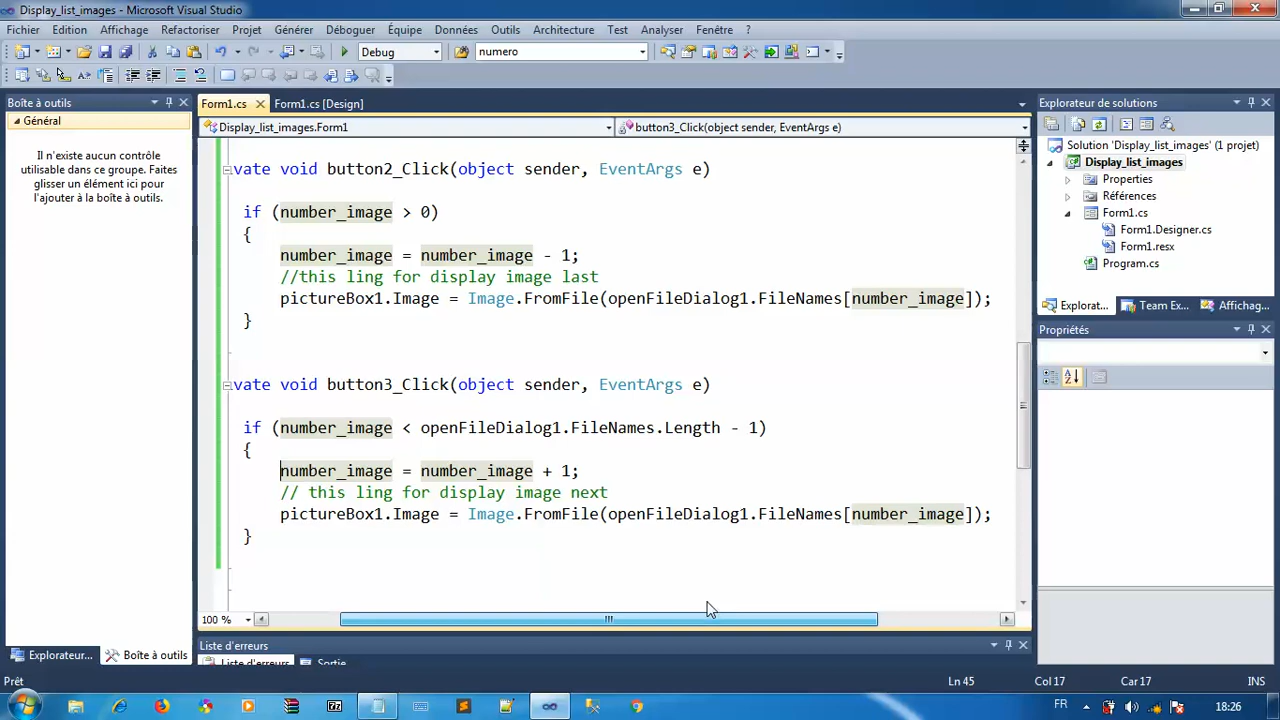 Display_list_images - Microsoft Visual Studio
Fichier Edition Affichage Refactoriser Projet Générer Déboguer Équipe Données Outils Architecture Test Analyser Fenêtre ?
Debug numero
Boîte à outils
Général
Il n'existe aucun contrôle
utilisable dans ce groupe. Faites
glisser un élément ici pour
l'ajouter à la boîte à outils.
Explorateur... Boîte à outils
Form1.cs Form1.cs [Design]
Display_list_images.Form1 button3_Click(object sender, EventArgs e)
vate void button2_Click(object sender, EventArgs e)
if (number_image > 0)
{
number_image = number_image - 1;
//this ling for display image last
pictureBox1.Image = Image.FromFile(openFileDialog1.FileNames[number_image]);
}
vate void button3_Click(object sender, EventArgs e)
if (number_image < openFileDialog1.FileNames.Length - 1)
{
number_image = number_image + 1;
// this ling for display image next
pictureBox1.Image = Image.FromFile(openFileDialog1.FileNames[number_image]);
}
100 %
Liste d'erreurs
Liste d'erreurs Sortie
Explorateur de solutions
Solution 'Display_list_images' (1 projet)
Display_list_images
Properties
Références
Form1.cs
Form1.Designer.cs
Form1.resx
Program.cs
Explorat... Team Ex... Affichag...
Propriétés
Prêt Ln 45 Col 17 Car 17 INS
FR 18:26